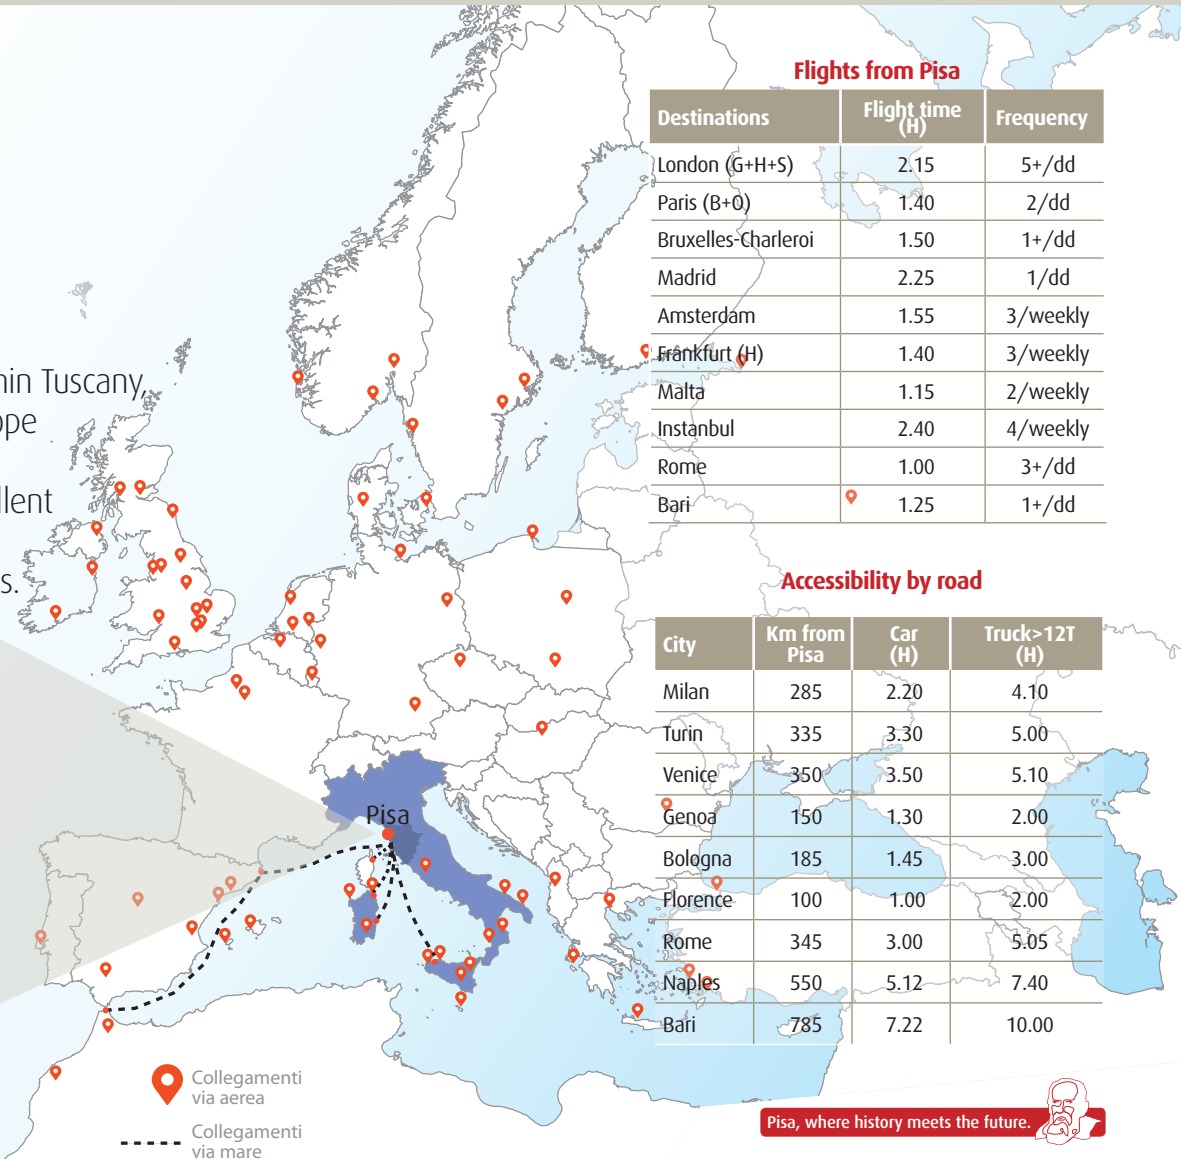 hin Tuscany,
ope
llent
s.
Pisa
Collegamenti
via aerea
Collegamenti
via mare
Flights from Pisa
Destinations Flight time (H) Frequency
London (G+H+S) 2.15 5+/dd
Paris (B+O) 1.40 2/dd
Bruxelles-Charleroi 1.50 1+/dd
Madrid 2.25 1/dd
Amsterdam 1.55 3/weekly
Frankfurt (H) 1.40 3/weekly
Malta 1.15 2/weekly
Instanbul 2.40 4/weekly
Rome 1.00 3+/dd
Bari 1.25 1+/dd
Accessibility by road
City Km from Pisa Car (H) Truck>12T (H)
Milan 285 2.20 4.10
Turin 335 3.30 5.00
Venice 350 3.50 5.10
Genoa 150 1.30 2.00
Bologna 185 1.45 3.00
Florence 100 1.00 2.00
Rome 345 3.00 5.05
Naples 550 5.12 7.40
Bari 785 7.22 10.00
Pisa, where history meets the future.